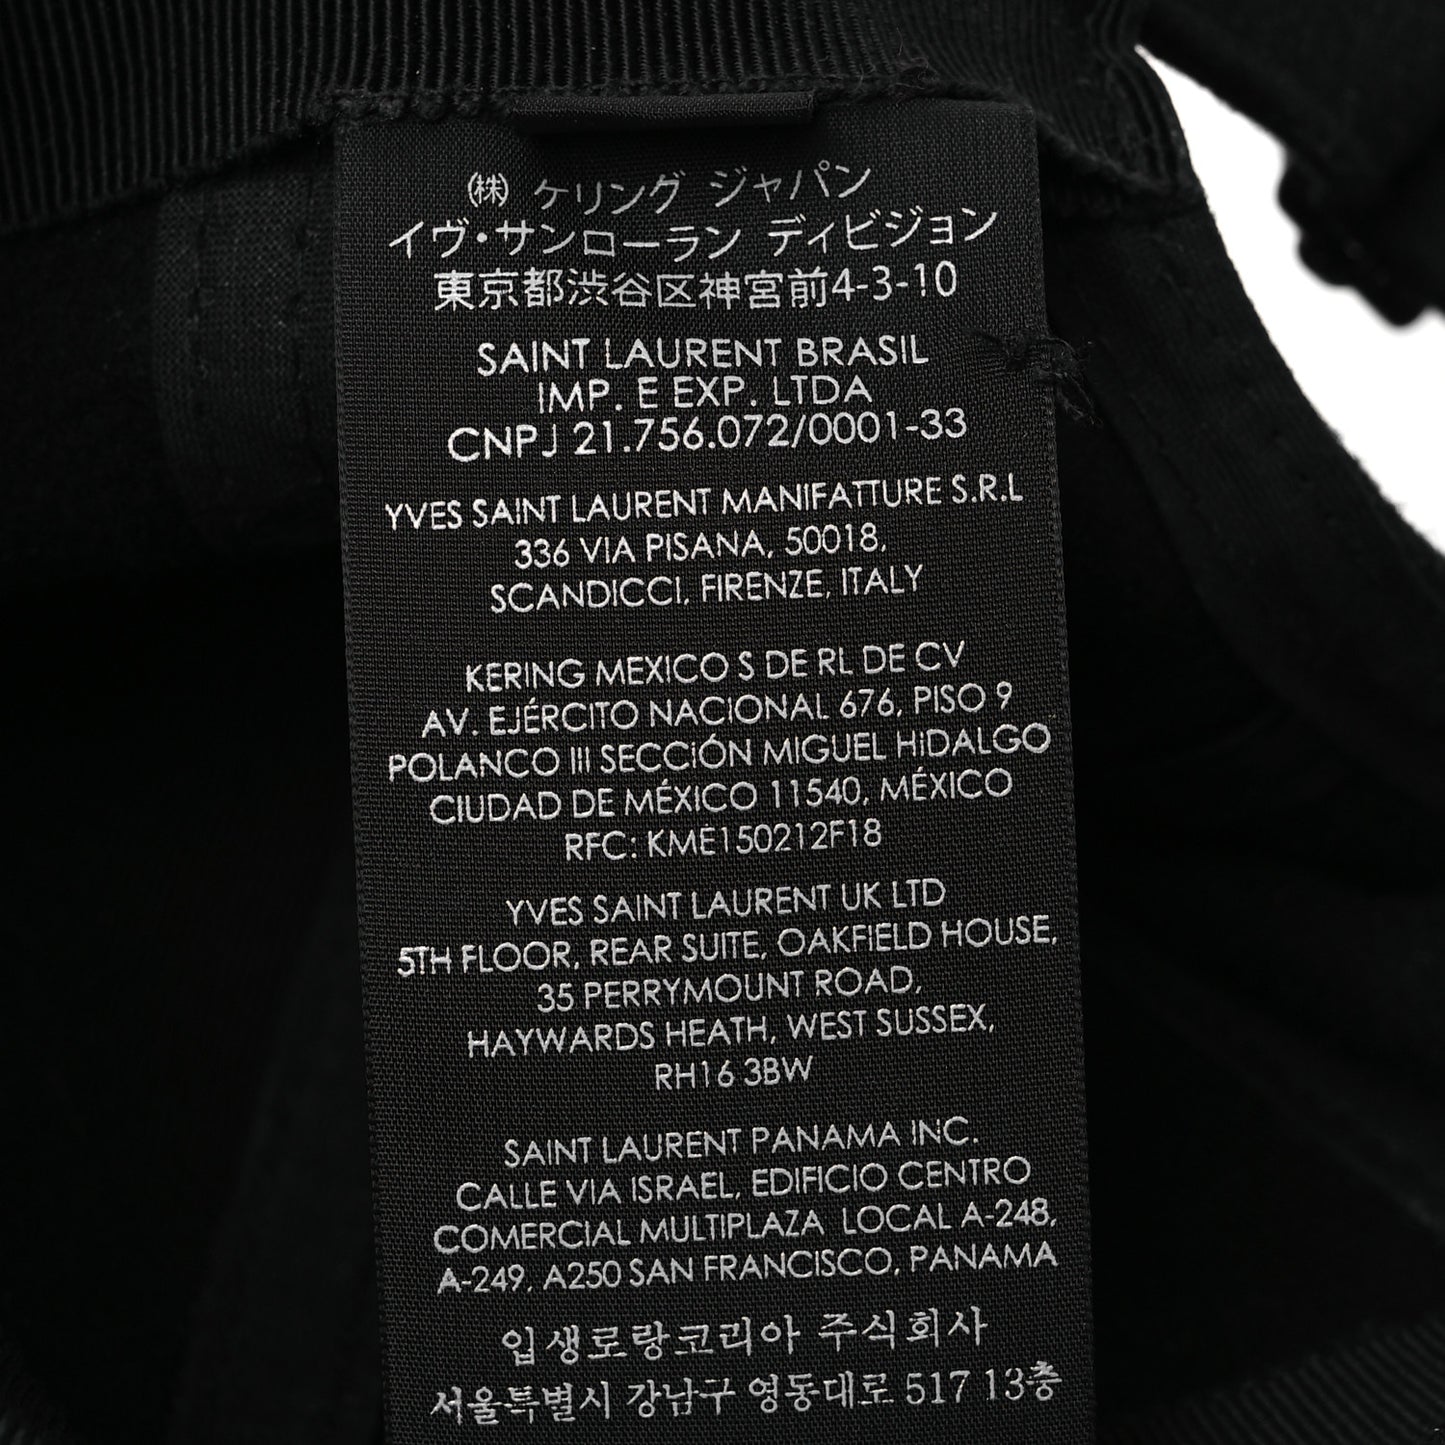 ㈱ ケリング ジャパン
イヴ・サンローラン ディビジョン
東京都渋谷区神宮前4-3-10
SAINT LAURENT BRASIL
IMP. E EXP. LTDA
CNPJ 21.756.072/0001-33
YVES SAINT LAURENT MANIFATTURE S.R.L
336 VIA PISANA, 50018,
SCANDICCI, FIRENZE, ITALY
KERING MEXICO S DE RL DE CV
AV. EJÉRCITO NACIONAL 676, PISO 9
POLANCO III SECCIÓN MIGUEL HIDALGO
CIUDAD DE MÉXICO 11540, MÉXICO
RFC: KME150212F18
YVES SAINT LAURENT UK LTD
5TH FLOOR, REAR SUITE, OAKFIELD HOUSE,
35 PERRYMOUNT ROAD,
HAYWARDS HEATH, WEST SUSSEX,
RH16 3BW
SAINT LAURENT PANAMA INC.
CALLE VIA ISRAEL, EDIFICIO CENTRO
COMERCIAL MULTIPLAZA LOCAL A-248,
A-249, A250 SAN FRANCISCO, PANAMA
입생로랑코리아 주식회사
서울특별시 강남구 영동대로 517 13층